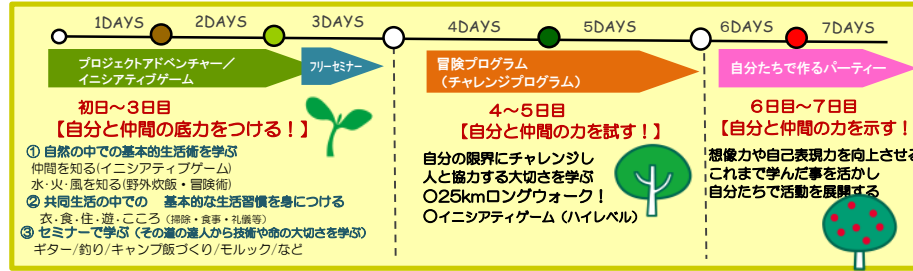 1DAYS 2DAYS 3DAYS 4DAYS 5DAYS 6DAYS 7DAYS
プロジェクトアドベンチャー／
イニシアティブゲーム
フリーセミナー
冒険プログラム
（チャレンジプログラム）
自分たちで作るパーティー
初日～3日目
【自分と仲間の底力をつける！】
① 自然の中での基本的生活術を学ぶ
仲間を知る(イニシアティブゲーム)
水・火・風を知る(野外炊飯・冒険術)
② 共同生活の中での 基本的な生活習慣を身につける
衣・食・住・遊・こころ（掃除・食事・礼儀等）
③ セミナーで学ぶ（その道の達人から技術や命の大切さを学ぶ）
ギター/釣り/キャンプ飯づくり/モルック/など
4～5日目
【自分と仲間の力を試す！】
自分の限界にチャレンジし
人と協力する大切さを学ぶ
○25kmロングウォーク！
○イニシアティゲーム（ハイレベル）
6日目～7日目
【自分と仲間の力を示す！
想像力や自己表現力を向上させる
これまで学んだ事を活かし
自分たちで活動を展開する